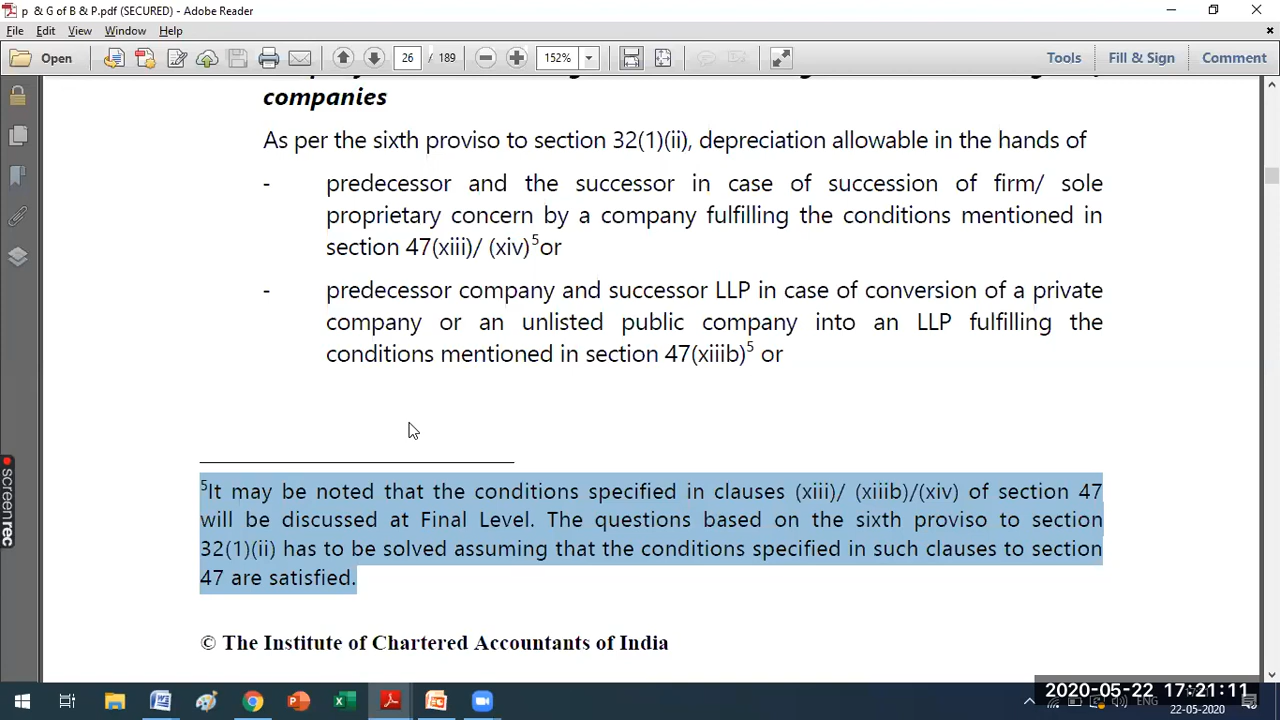 p & G of B & P.pdf (SECURED) - Adobe Reader
File Edit View Window Help
Open 26 / 189 152% Tools Fill & Sign Comment
companies
As per the sixth proviso to section 32(1)(ii), depreciation allowable in the hands of
- predecessor and the successor in case of succession of firm/ sole
proprietary concern by a company fulfilling the conditions mentioned in
section 47(xiii)/ (xiv)5or
- predecessor company and successor LLP in case of conversion of a private
company or an unlisted public company into an LLP fulfilling the
conditions mentioned in section 47(xiiib)5 or
5It may be noted that the conditions specified in clauses (xiii)/ (xiiib)/(xiv) of section 47
will be discussed at Final Level. The questions based on the sixth proviso to section
32(1)(ii) has to be solved assuming that the conditions specified in such clauses to section
47 are satisfied.
© The Institute of Chartered Accountants of India
screenrec
2020-05-22 17:21:11
ENG
22-05-2020